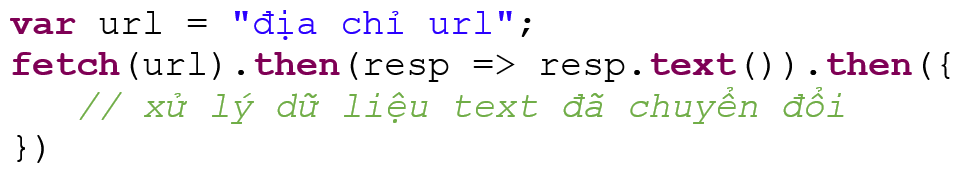 var url = "địa chỉ url";
fetch(url).then(resp => resp.text()).then({
// xử lý dữ liệu text đã chuyển đổi
})